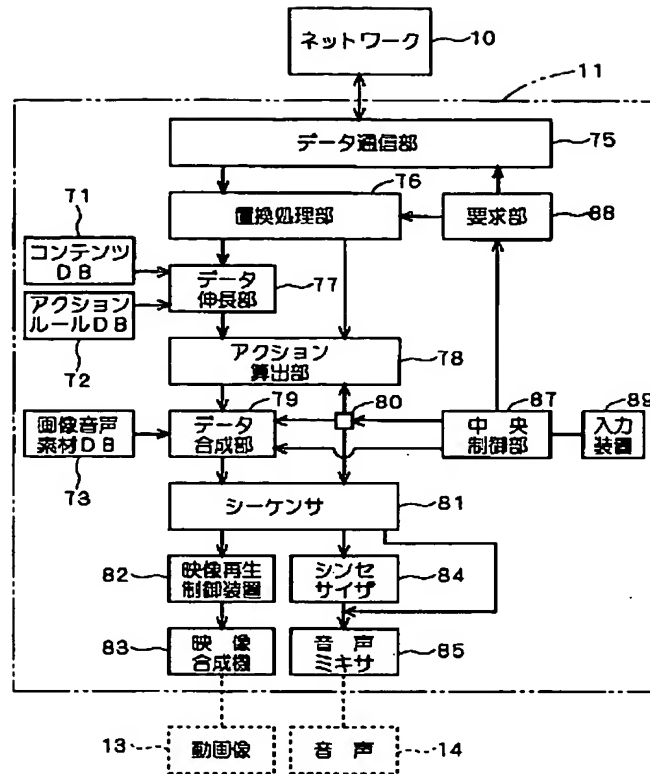 ネットワーク
10
11
データ通信部
75
76
71
置換処理部
要求部
88
コンテンツ
DB
データ
伸長部
77
アクション
ルールDB
72
アクション
算出部
78
79
80
87
89
画像音声
素材DB
データ
合成部
中央
制御部
入力
装置
73
シーケンサ
81
82
映像再生
制御装置
シンセ
サイザ
84
83
映像
合成機
音声
ミキサ
85
13
動画像
音声
14